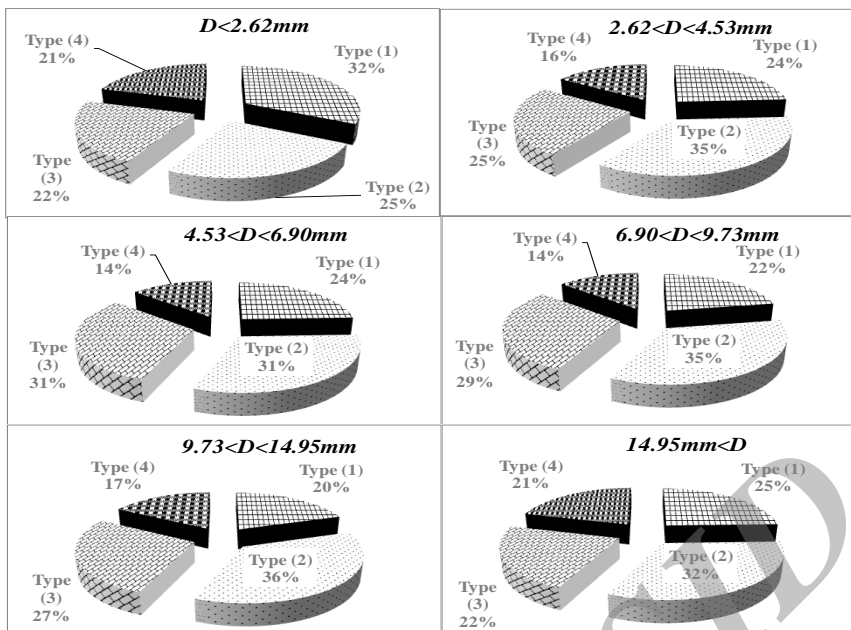 D<2.62mm
Type (4)
21%
Type (1)
32%
Type
(3)
22%
Type (2)
25%
2.62<D<4.53mm
Type (4)
16%
Type (1)
24%
Type (2)
35%
Type
(3)
25%
4.53<D<6.90mm
Type (4)
14%
Type (1)
24%
Type (2)
31%
Type
(3)
31%
6.90<D<9.73mm
Type (4)
14%
Type (1)
22%
Type (2)
35%
Type
(3)
29%
9.73<D<14.95mm
Type (4)
17%
Type (1)
20%
Type (2)
36%
Type
(3)
27%
14.95mm<D
Type (4)
21%
Type (1)
25%
Type (2)
32%
Type
(3)
22%